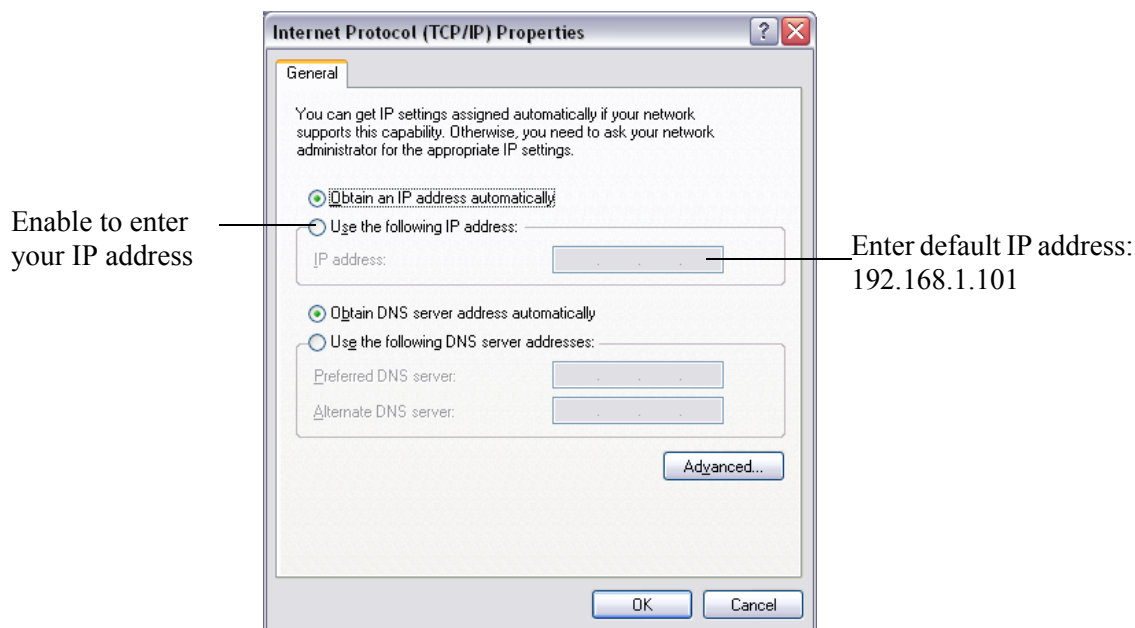 Internet Protocol (TCP/IP) Properties
General
You can get IP settings assigned automatically if your network
supports this capability. Otherwise, you need to ask your network
administrator for the appropriate IP settings.
Obtain an IP address automatically
Enable to enter
your IP address
Use the following IP address:
IP address:
Enter default IP address:
192.168.1.101
Obtain DNS server address automatically
Use the following DNS server addresses:
Preferred DNS server:
Alternate DNS server:
Advanced...
OK
Cancel